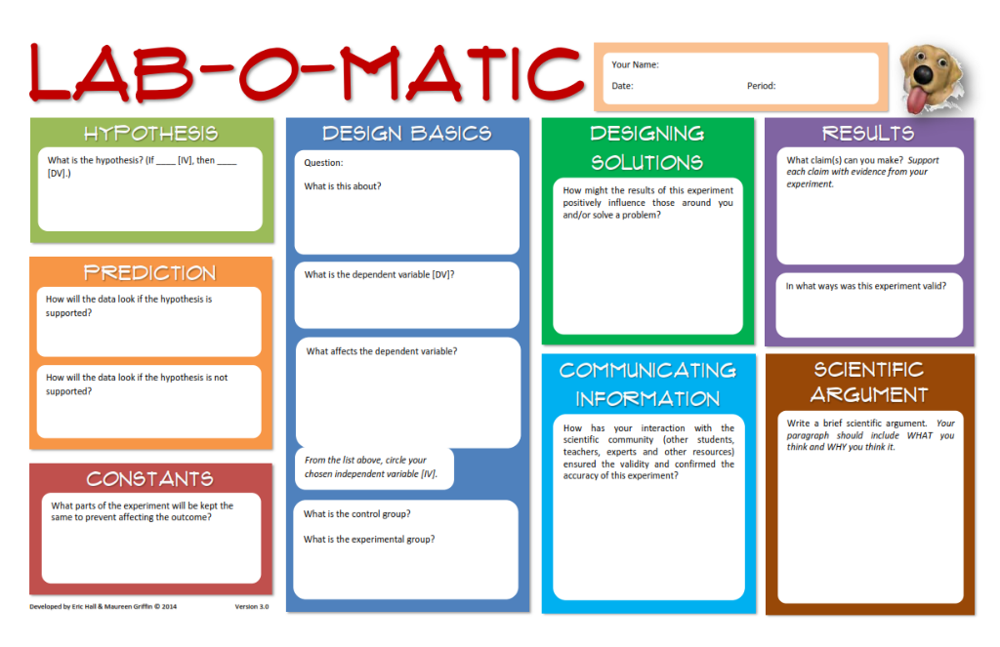 LAB-O-MATIC
Your Name:
Date: Period:
HYPOTHESIS
What is the hypothesis? (If ____ [IV], then ____
[DV].)
PREDICTION
How will the data look if the hypothesis is
supported?
How will the data look if the hypothesis is not
supported?
CONSTANTS
What parts of the experiment will be kept the
same to prevent affecting the outcome?
Developed by Eric Hall & Maureen Griffin © 2014 Version 3.0
DESIGN BASICS
Question:
What is this about?
What is the dependent variable [DV]?
What affects the dependent variable?
From the list above, circle your
chosen independent variable [IV].
What is the control group?
What is the experimental group?
DESIGNING
SOLUTIONS
How might the results of this experiment
positively influence those around you
and/or solve a problem?
COMMUNICATING
INFORMATION
How has your interaction with the
scientific community (other students,
teachers, experts and other resources)
ensured the validity and confirmed the
accuracy of this experiment?
RESULTS
What claim(s) can you make? Support
each claim with evidence from your
experiment.
In what ways was this experiment valid?
SCIENTIFIC
ARGUMENT
Write a brief scientific argument. Your
paragraph should include WHAT you
think and WHY you think it.